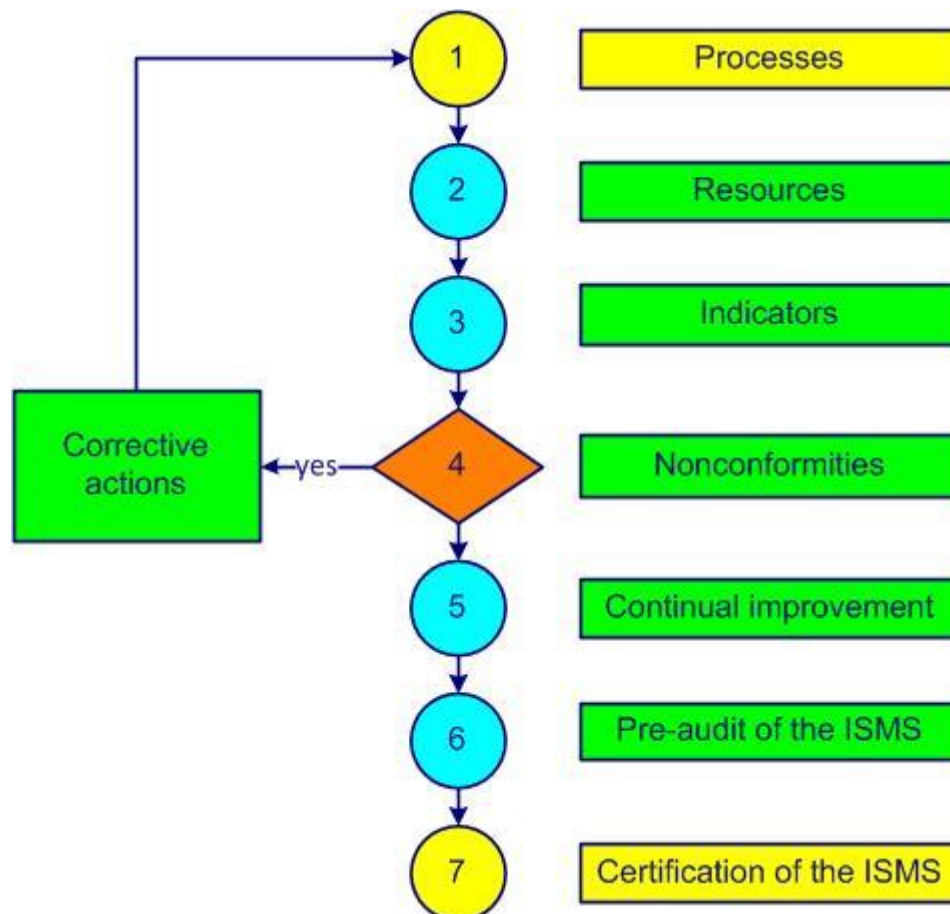 1
Processes
2
Resources
3
Indicators
Corrective
actions
yes
4
Nonconformities
5
Continual improvement
6
Pre-audit of the ISMS
7
Certification of the ISMS